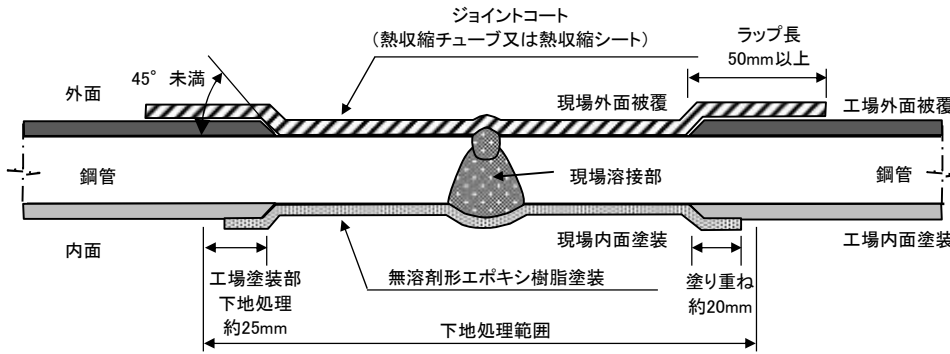 ジョイントコート
（熱収縮チューブ又は熱収縮シート）
ラップ長
50mm以上
45°未満
外面
現場外面被覆
工場外面被覆
鋼管
現場溶接部
鋼管
内面
現場内面塗装
工場内面塗装
工場塗装部
下地処理
約25mm
無溶剤形エポキシ樹脂塗装
塗り重ね
約20mm
下地処理範囲